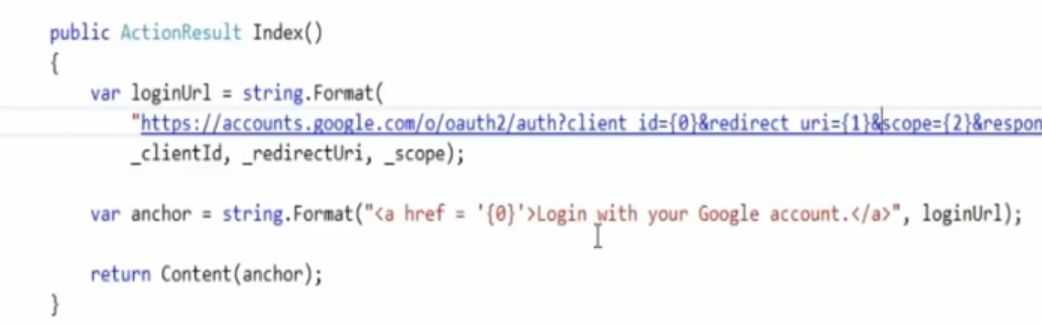 public ActionResult Index()
{
var loginUrl = string.Format(
"https://accounts.google.com/o/oauth2/auth?client_id={0}&redirect_uri={1}&scope={2}&respon
_clientId, _redirectUri, _scope);
var anchor = string.Format("<a href = '{0}'>Login with your Google account.</a>", loginUrl);
return Content(anchor);
}